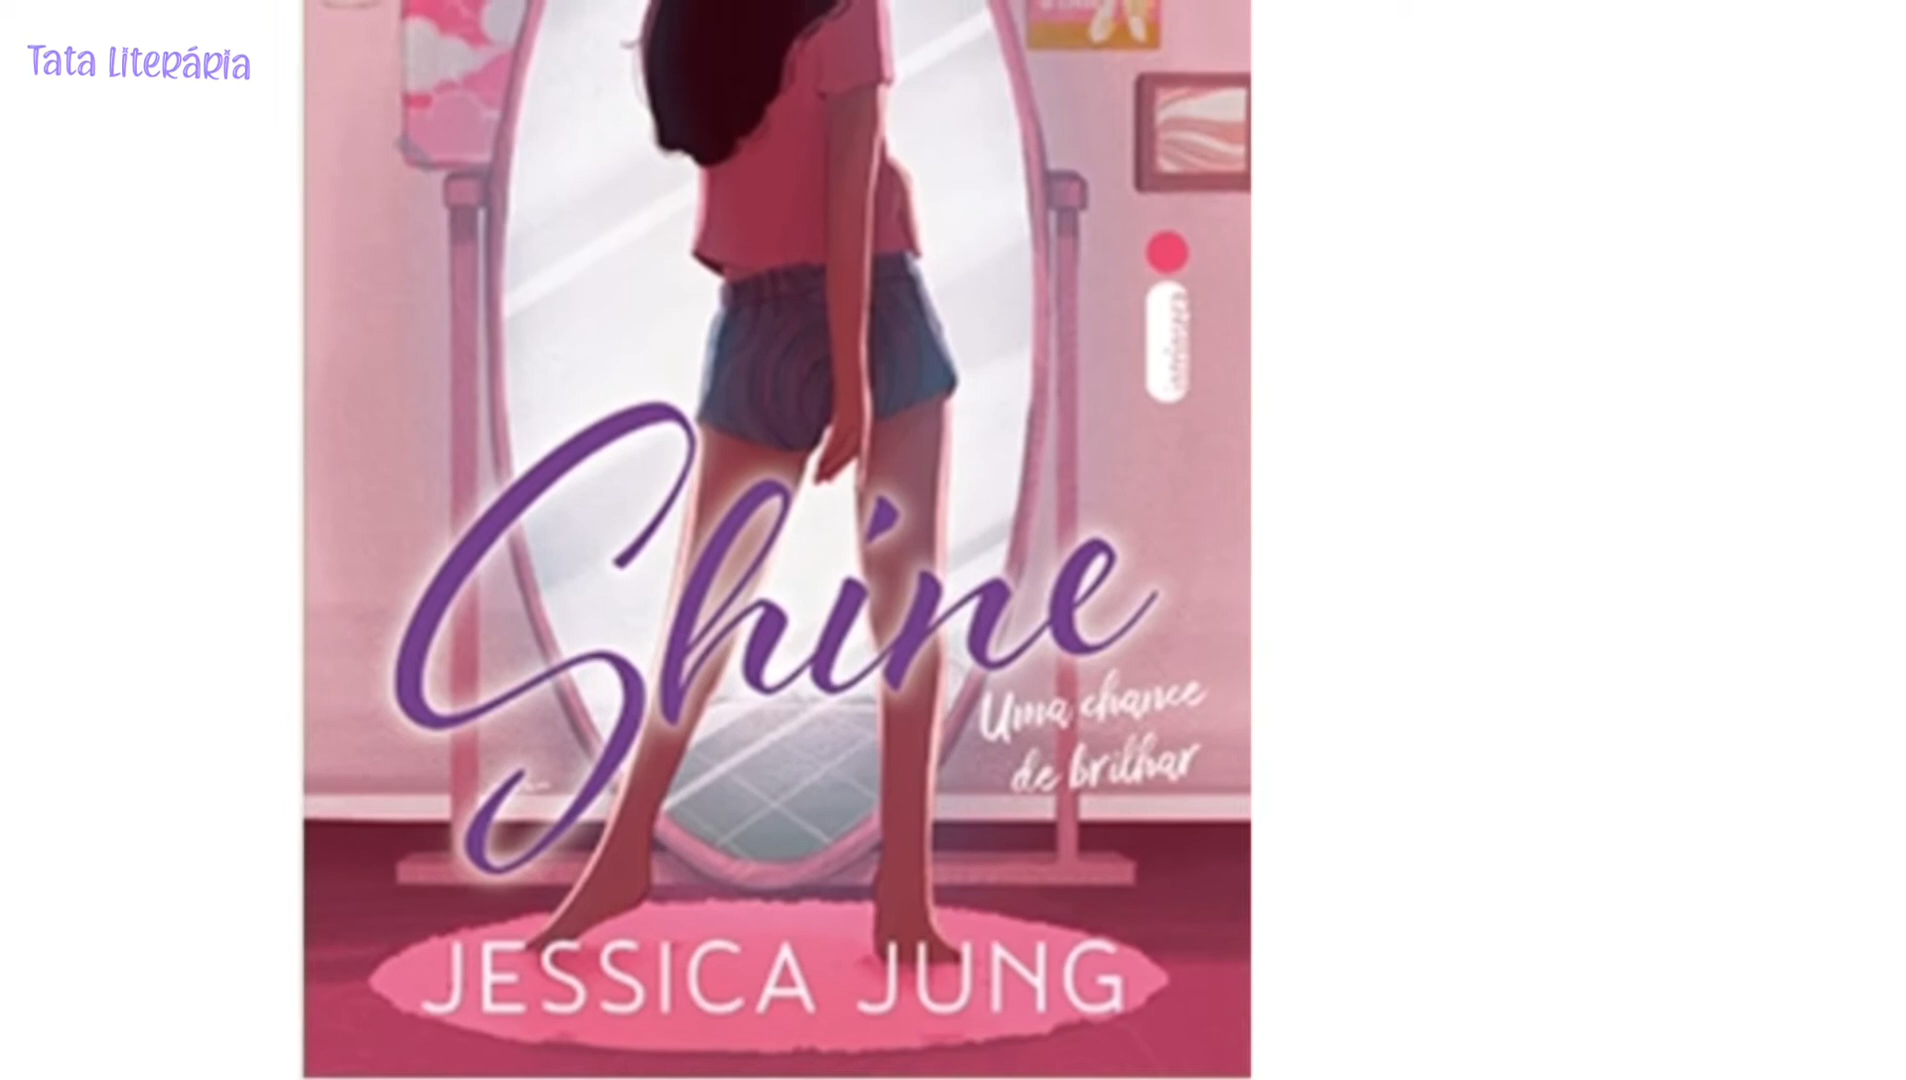 Tata Literária
Shine
Uma chance
de brilhar
JESSICA JUNG